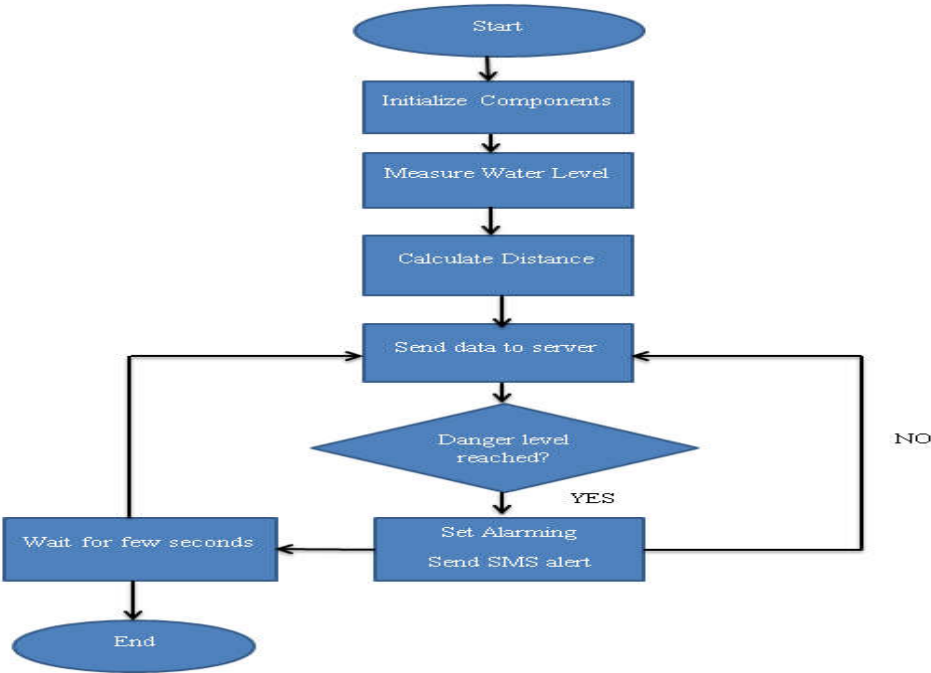 Start
Initialize Components
Measure Water Level
Calculate Distance
Send data to server
Danger level
reached?
NO
YES
Set Alarming
Send SMS alert
Wait for few seconds
End